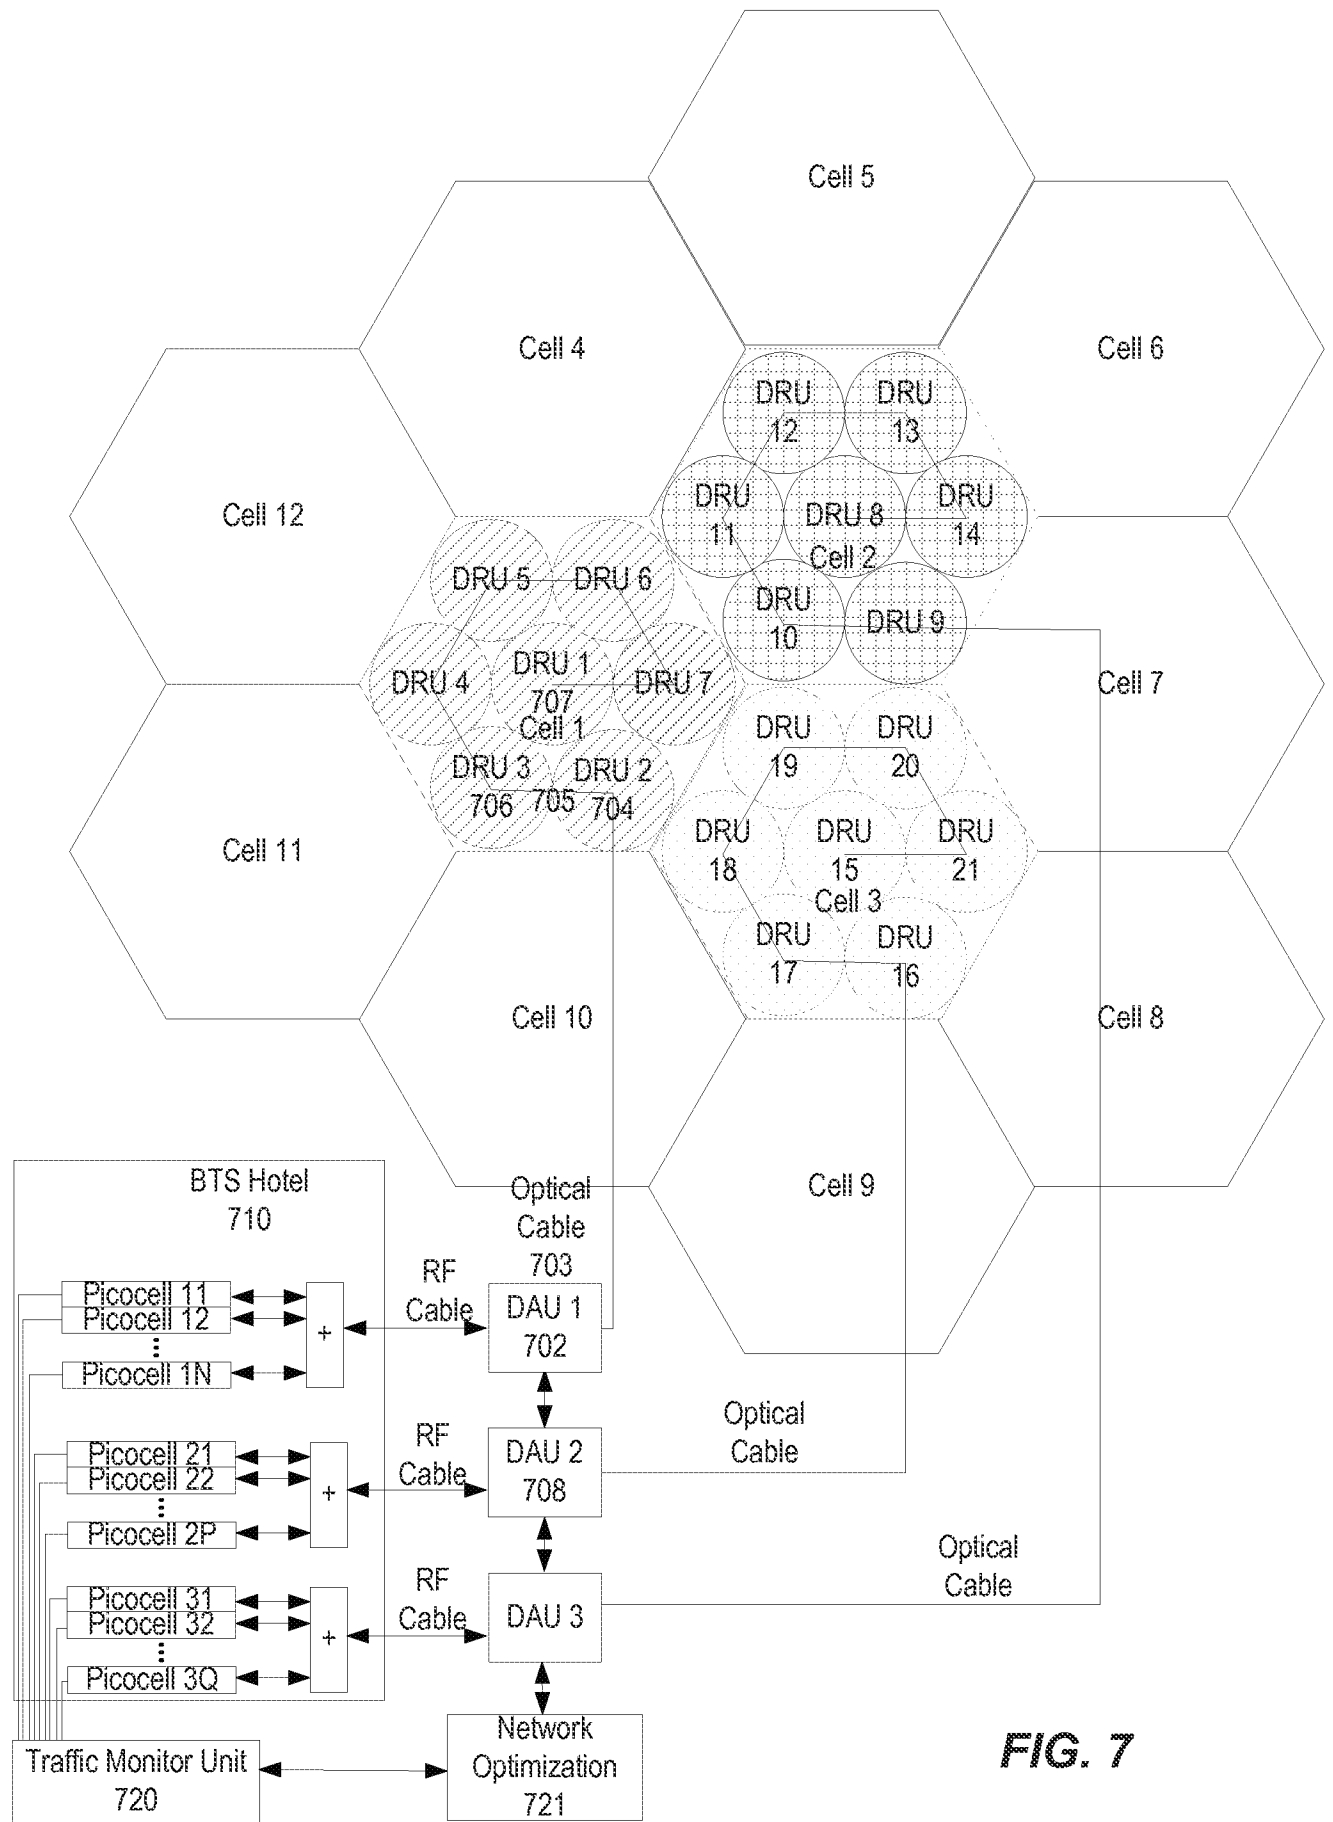 Cell 5
Cell 4
Cell 6
Cell 12
DRU
12
DRU
13
DRU
11
DRU 8
DRU
14
Cell 2
DRU
10
DRU 9
DRU 5
DRU 6
DRU 4
DRU 1
707
DRU 7
Cell 1
DRU 3
706
705
DRU 2
704
Cell 7
DRU
19
DRU
20
DRU
18
DRU
15
DRU
21
Cell 3
DRU
17
DRU
16
Cell 11
Cell 10
Cell 8
Cell 9
BTS Hotel
710
Optical
Cable
703
Picocell 11
Picocell 12
Picocell 1N
+
RF
Cable
DAU 1
702
Picocell 21
Picocell 22
Picocell 2P
+
RF
Cable
DAU 2
708
Optical
Cable
Picocell 31
Picocell 32
Picocell 3Q
+
RF
Cable
DAU 3
Optical
Cable
Traffic Monitor Unit
720
Network
Optimization
721
FIG. 7